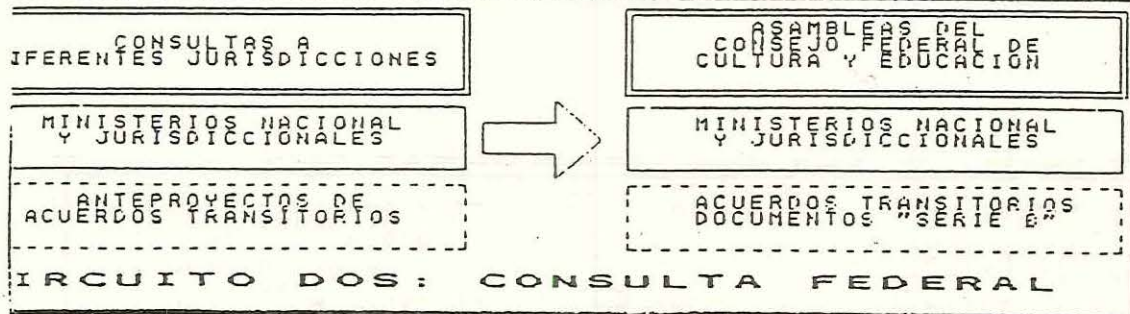 CONSULTAS A
IFERENTES JURISDICCIONES
MINISTERIOS NACIONAL
Y JURISDICCIONALES
ANTEPROYECTOS DE
ACUERDOS TRANSITORIOS
ASAMBLEAS DEL
CONSEJO FEDERAL DE
CULTURA Y EDUCACION
MINISTERIOS NACIONAL
Y JURISDICCIONALES
ACUERDOS TRANSITORIOS
DOCUMENTOS "SERIE B"
IRCUITO DOS: CONSULTA FEDERAL